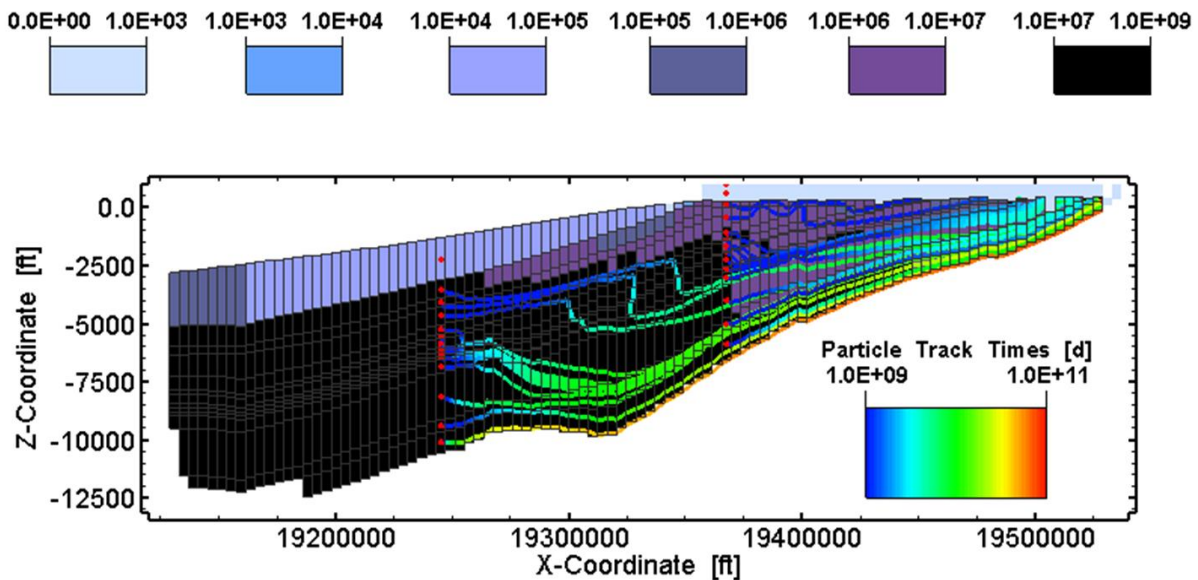 0.0E+00 1.0E+03 1.0E+03 1.0E+04 1.0E+04 1.0E+05 1.0E+05 1.0E+06 1.0E+06 1.0E+07 1.0E+07 1.0E+09
0.0
-2500
-5000
-7500
-10000
-12500
Z-Coordinate [ft]
Particle Track Times [d]
1.0E+09 1.0E+11
19200000 19300000 19400000 19500000
X-Coordinate [ft]